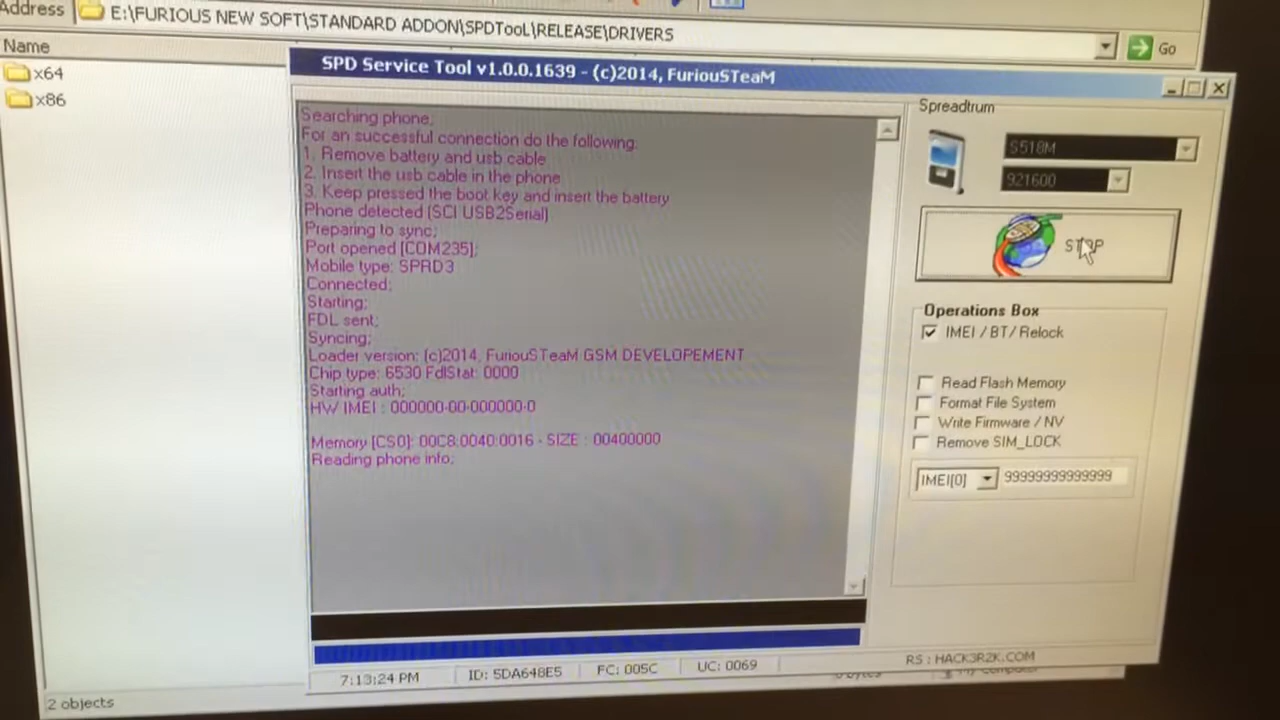 Address E:\FURIOUS NEW SOFT\STANDARD ADDON\SPDTooL\RELEASE\DRIVERS Go
Name
x64
x86
SPD Service Tool v1.0.0.1639 - (c)2014, FuriouSTeaM
Searching phone;
For an successful connection do the following:
1. Remove battery and usb cable
2. Insert the usb cable in the phone
3. Keep pressed the boot key and insert the battery
Phone detected [SCI USB2Serial]
Preparing to sync;
Port opened [COM235];
Mobile type: SPRD3
Connected;
Starting;
FDL sent;
Syncing;
Loader version: (c)2014, FuriouSTeaM GSM DEVELOPEMENT
Chip type: 6530 FdlStat: 0000
Starting auth;
HW IMEI : 000000-00-000000-0
Memory [CS0]: 00C8:0040:0016 - SIZE : 00400000
Reading phone info;
Spreadtrum
S518M
921600
STOP
Operations Box
IMEI / BT/ Relock
Read Flash Memory
Format File System
Write Firmware / NV
Remove SIM_LOCK
IMEI[0] 99999999999999
7:13:24 PM ID: 5DA648E5 FC: 005C UC: 0069 RS : HACK3R2K.COM
2 objects